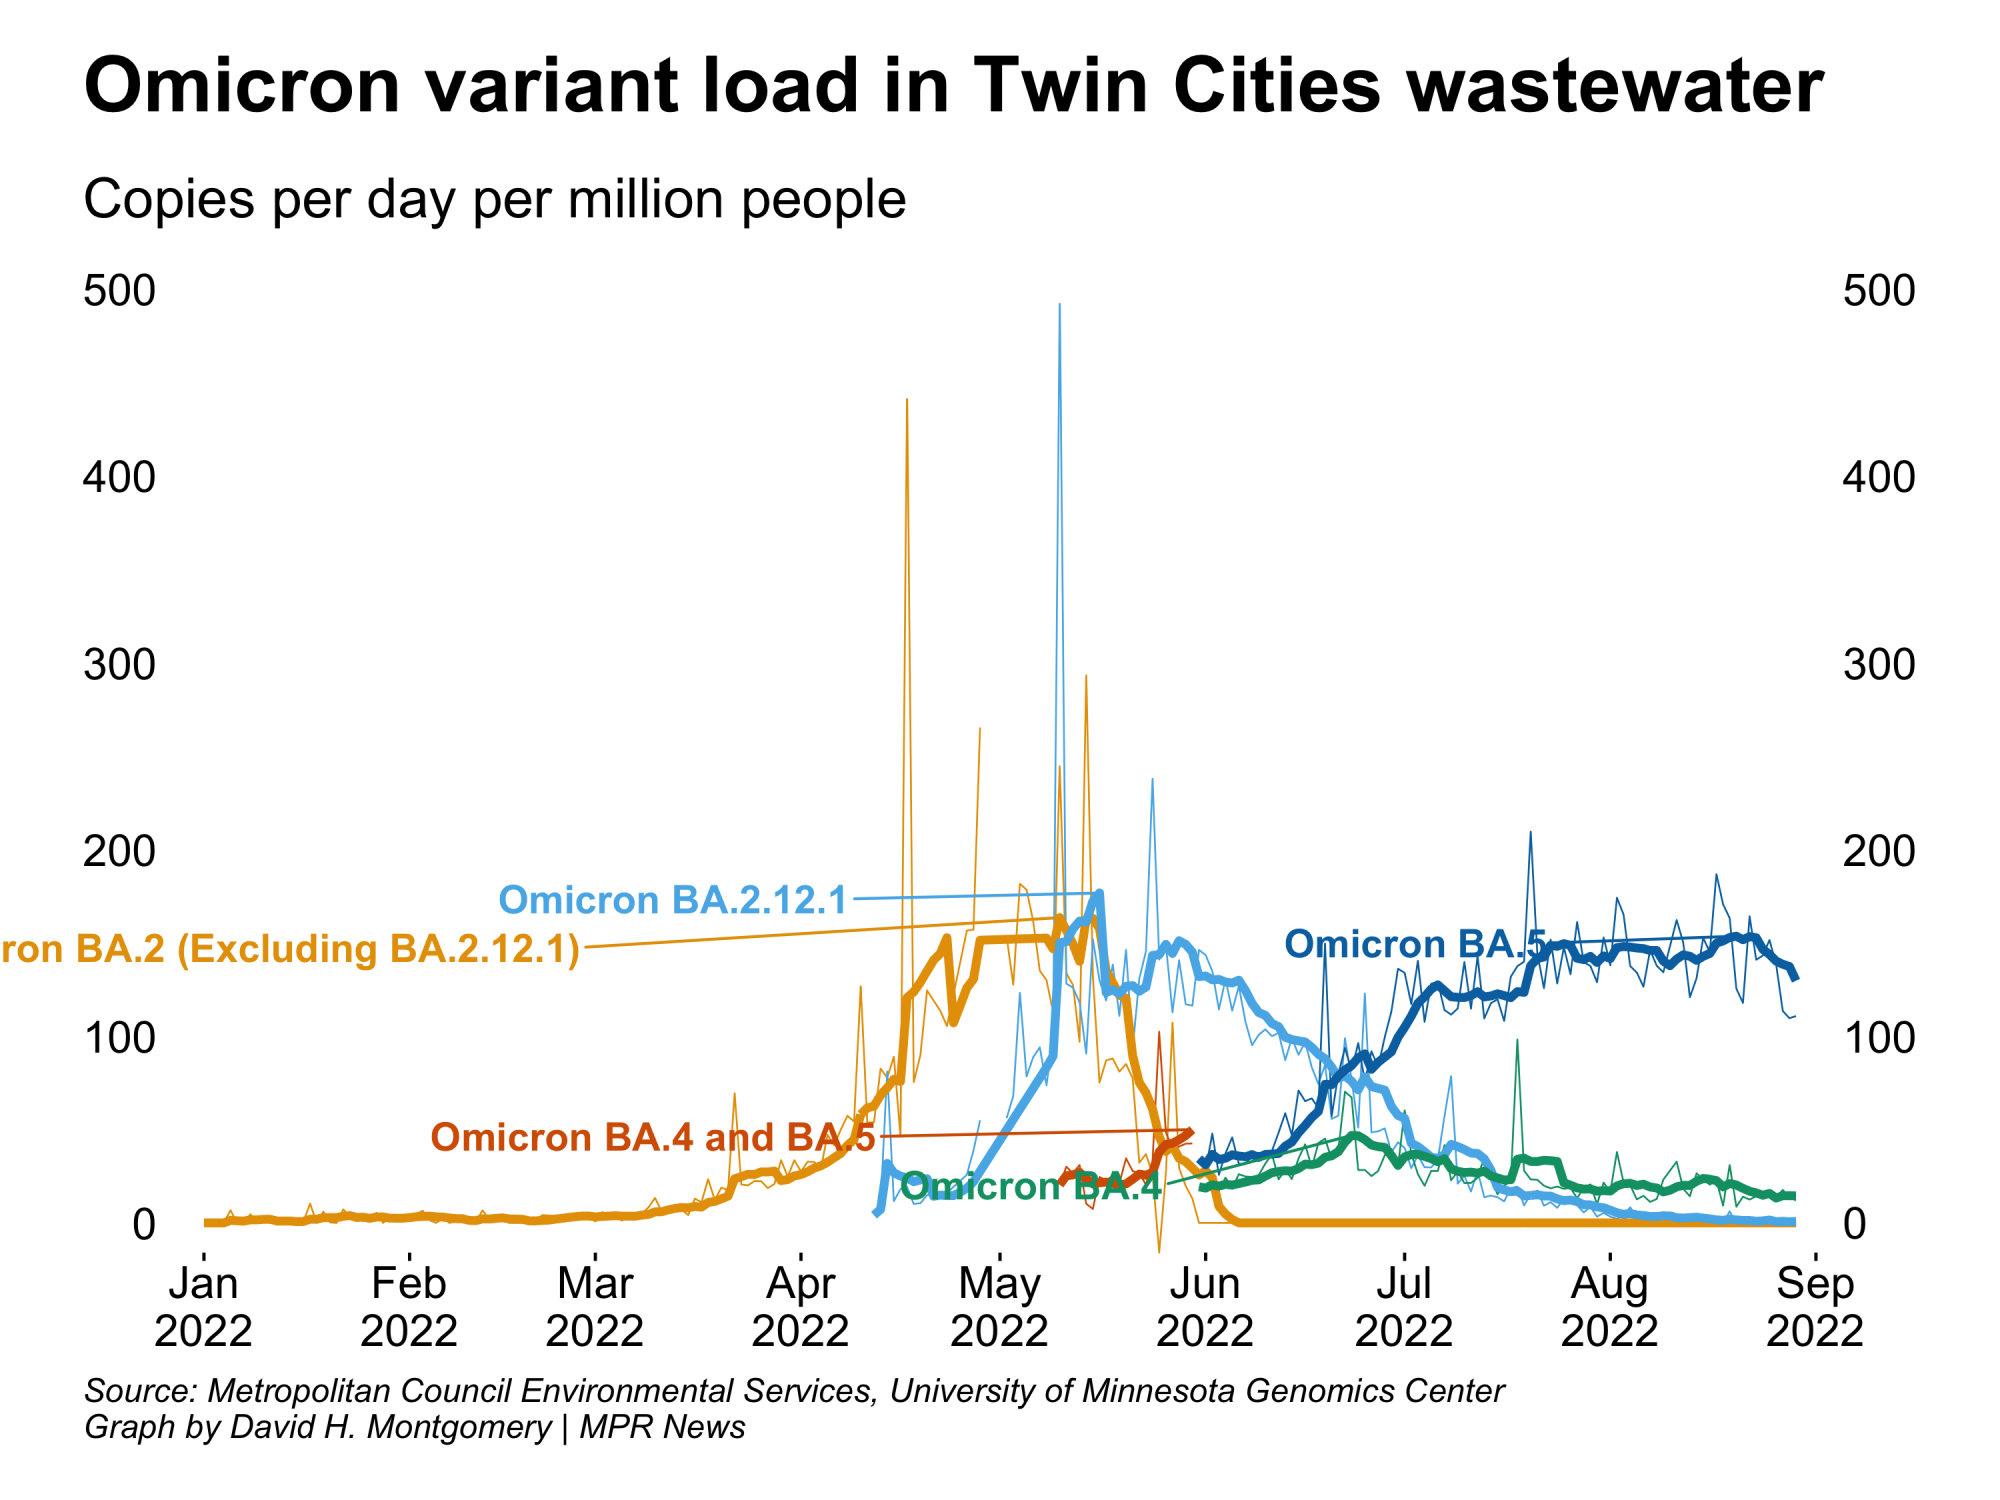 Omicron variant load in Twin Cities wastewater
Copies per day per million people
500 500
400 400
300 300
200 200
Omicron BA.2.12.1
ron BA.2 (Excluding BA.2.12.1)
Omicron BA.5
100 100
Omicron BA.4 and BA.5
Omicron BA.4
0 0
Jan Feb Mar Apr May Jun Jul Aug Sep
2022 2022 2022 2022 2022 2022 2022 2022 2022
Source: Metropolitan Council Environmental Services, University of Minnesota Genomics Center
Graph by David H. Montgomery | MPR News